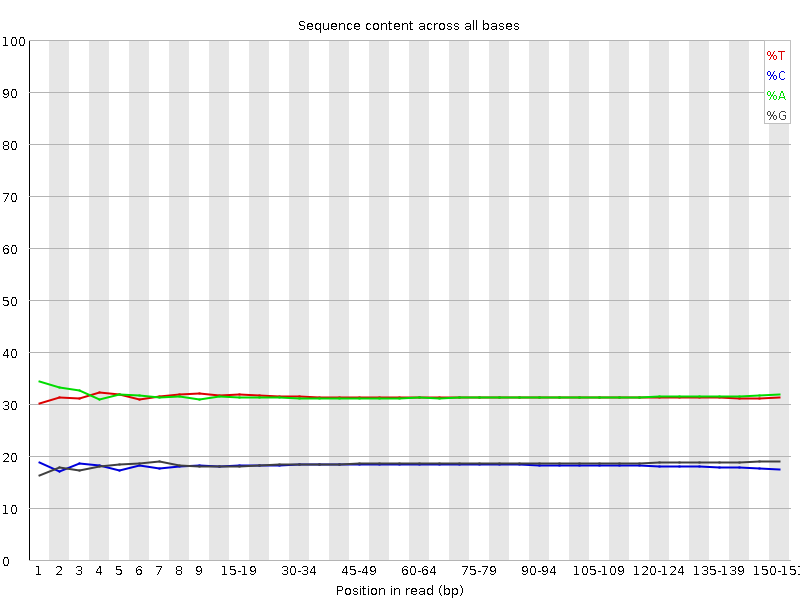 Sequence content across all bases
100
90
80
70
60
50
40
30
20
10
0
%T
%C
%A
%G
1 2 3 4 5 6 7 8 9 15-19 30-34 45-49 60-64 75-79 90-94 105-109 120-124 135-139 150-151
Position in read (bp)